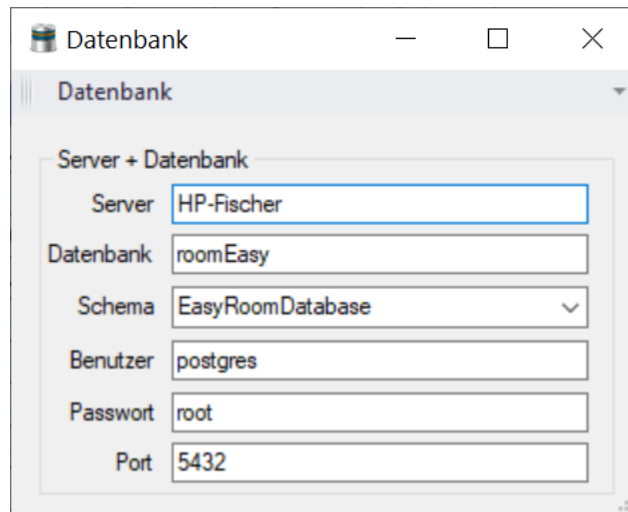 Datenbank
Datenbank
Server + Datenbank
Server HP-Fischer
Datenbank roomEasy
Schema EasyRoomDatabase
Benutzer postgres
Passwort root
Port 5432